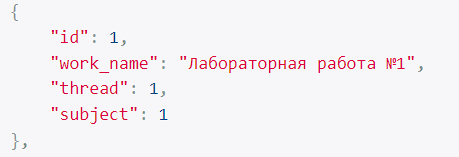 {
    "id": 1,
    "work_name": "Лабораторная работа №1",
    "thread": 1,
    "subject": 1
},